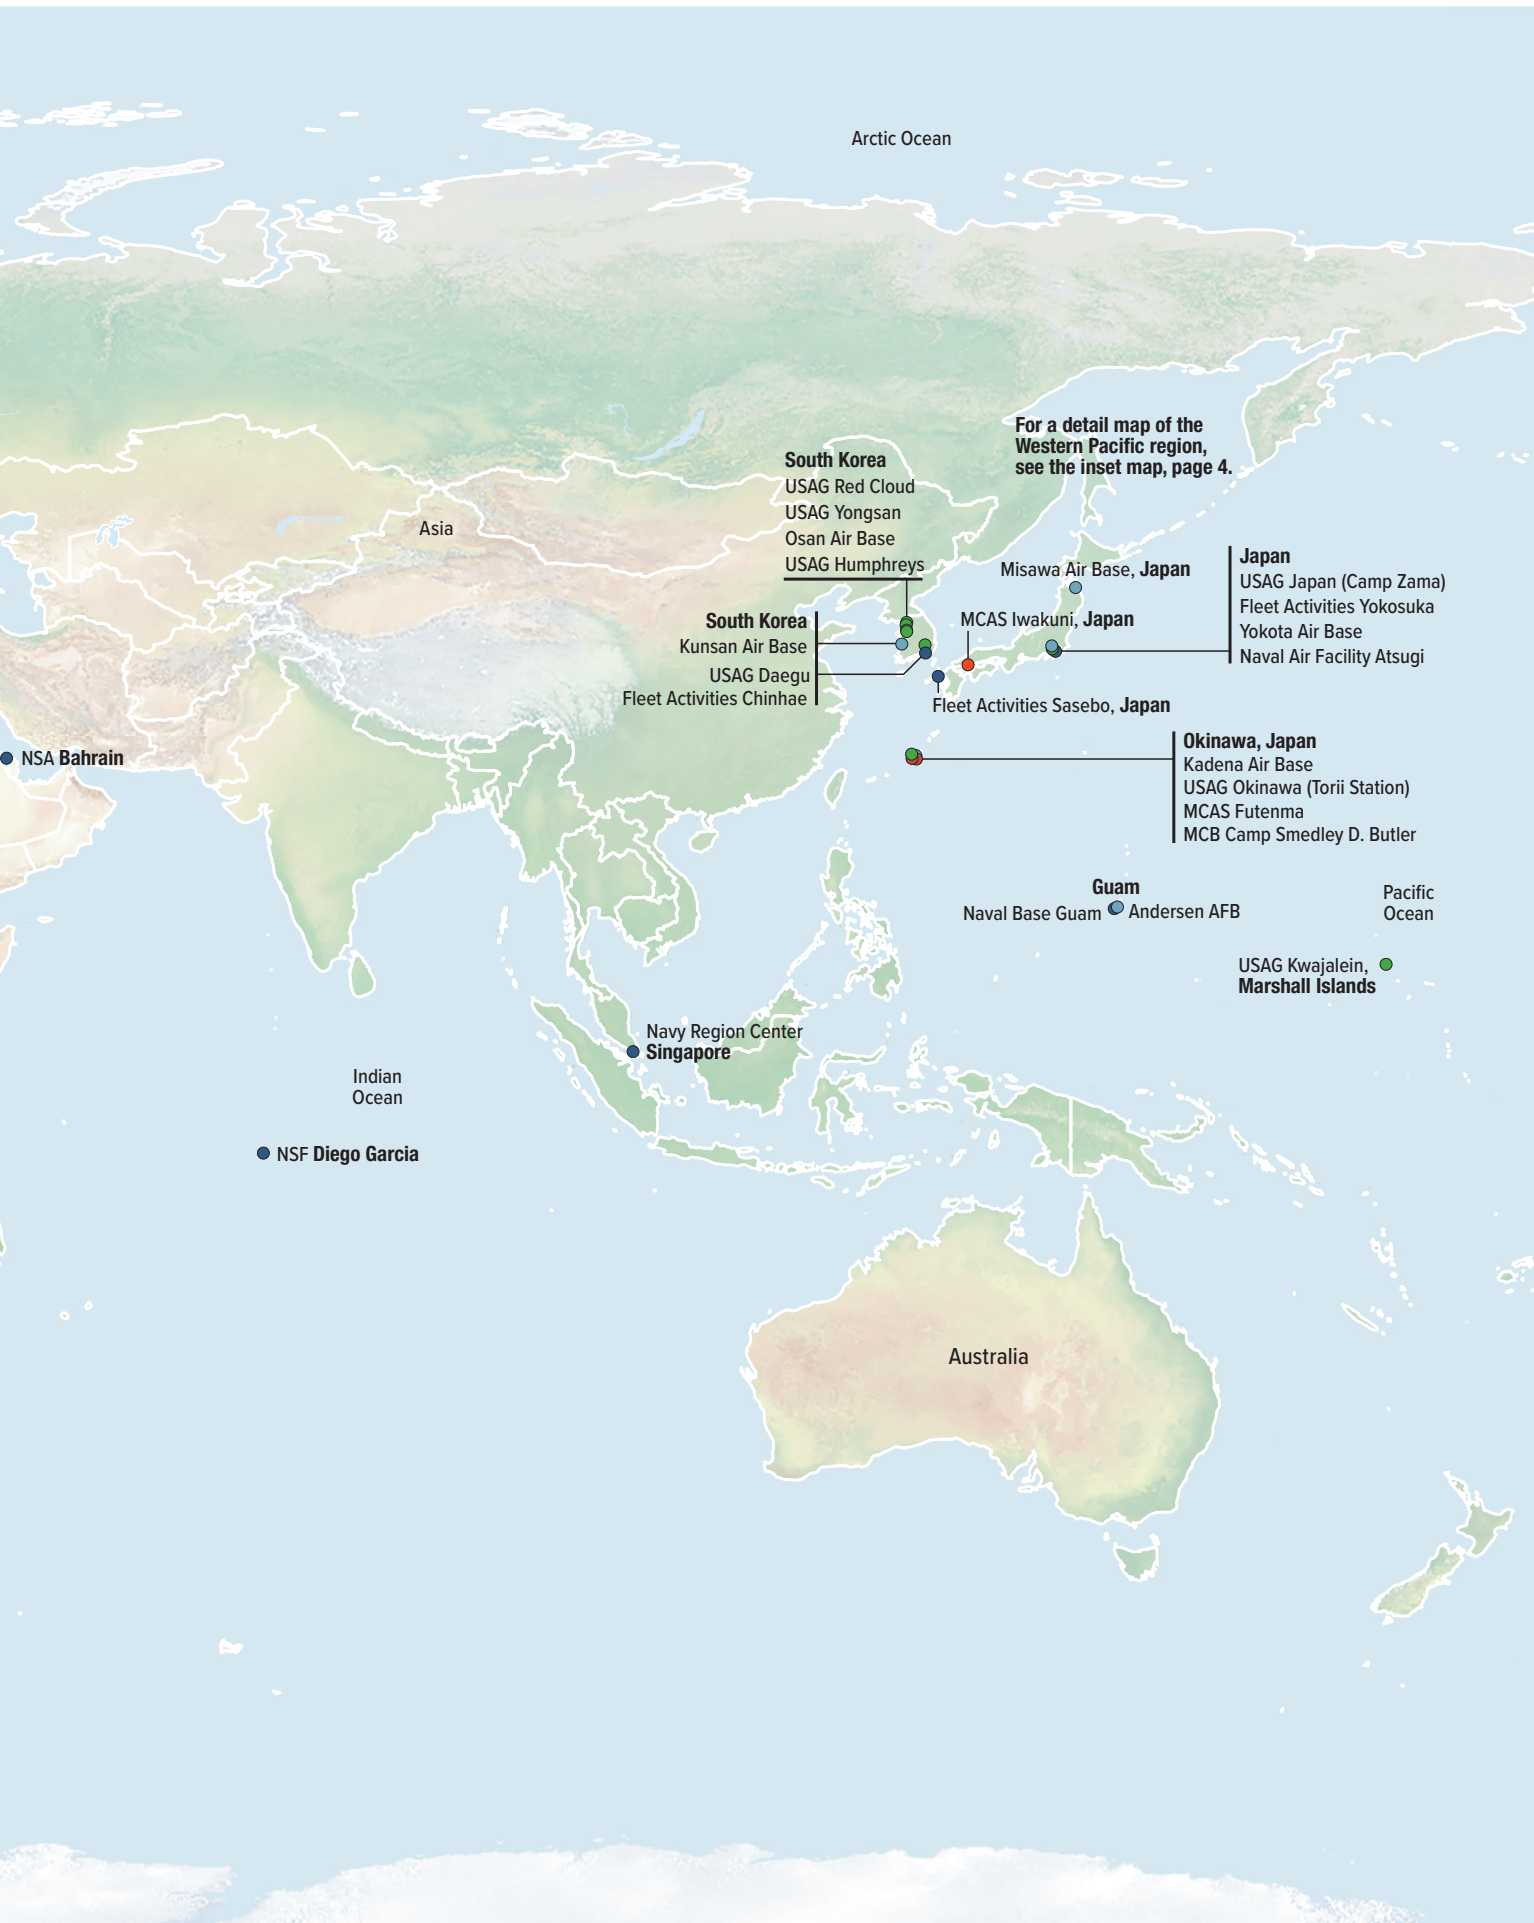 Arctic Ocean
For a detail map of the
Western Pacific region,
see the inset map, page 4.
South Korea
USAG Red Cloud
USAG Yongsan
Osan Air Base
USAG Humphreys
Asia
Misawa Air Base, Japan
Japan
USAG Japan (Camp Zama)
Fleet Activities Yokosuka
Yokota Air Base
Naval Air Facility Atsugi
South Korea
Kunsan Air Base
USAG Daegu
Fleet Activities Chinhae
MCAS Iwakuni, Japan
Fleet Activities Sasebo, Japan
NSA Bahrain
Okinawa, Japan
Kadena Air Base
USAG Okinawa (Torii Station)
MCAS Futenma
MCB Camp Smedley D. Butler
Guam
Naval Base Guam
Andersen AFB
Pacific
Ocean
USAG Kwajalein,
Marshall Islands
Navy Region Center
Singapore
Indian
Ocean
NSF Diego Garcia
Australia